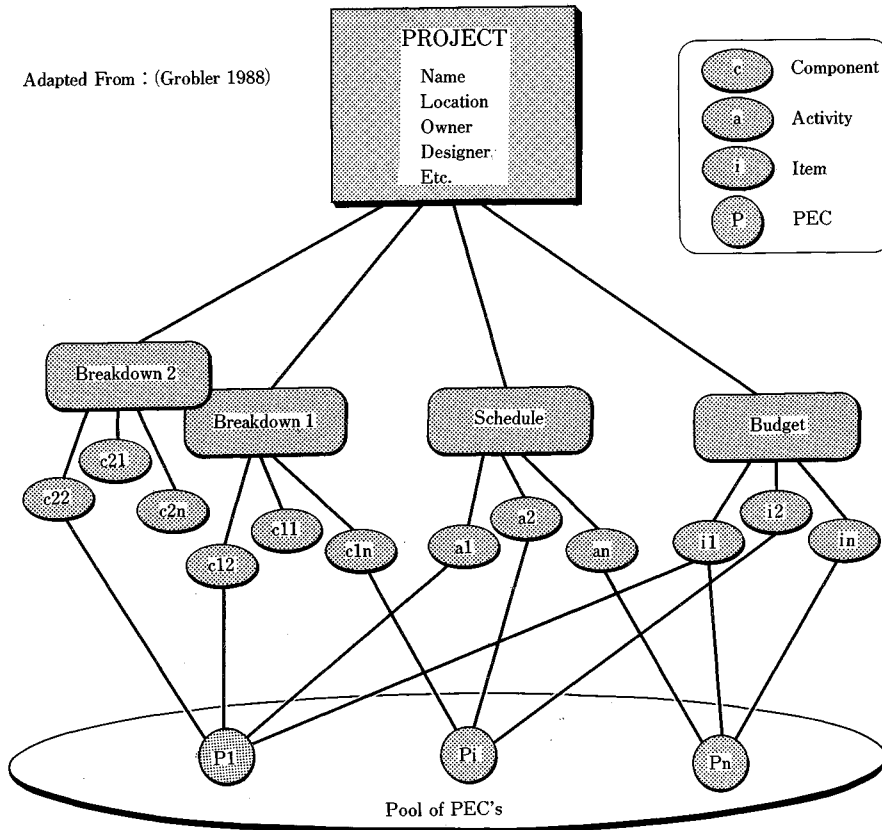 PROJECT
Adapted From : (Grobler 1988)
Name
Location
Owner
Designer
Etc.
c Component
a Activity
i Item
P PEC
Breakdown 2
Breakdown 1
Schedule
Budget
c21
c22
c2n
c11
c12
c1n
a1
a2
an
i1
i2
in
P1
Pi
Pn
Pool of PEC's